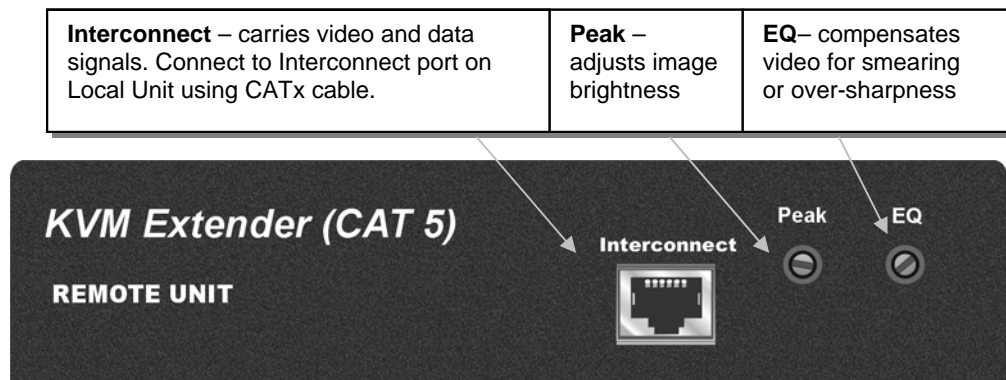 Interconnect – carries video and data
signals. Connect to Interconnect port on
Local Unit using CATx cable.
Peak –
adjusts image
brightness
EQ– compensates
video for smearing
or over-sharpness
KVM Extender (CAT 5)
REMOTE UNIT
Interconnect
Peak
EQ